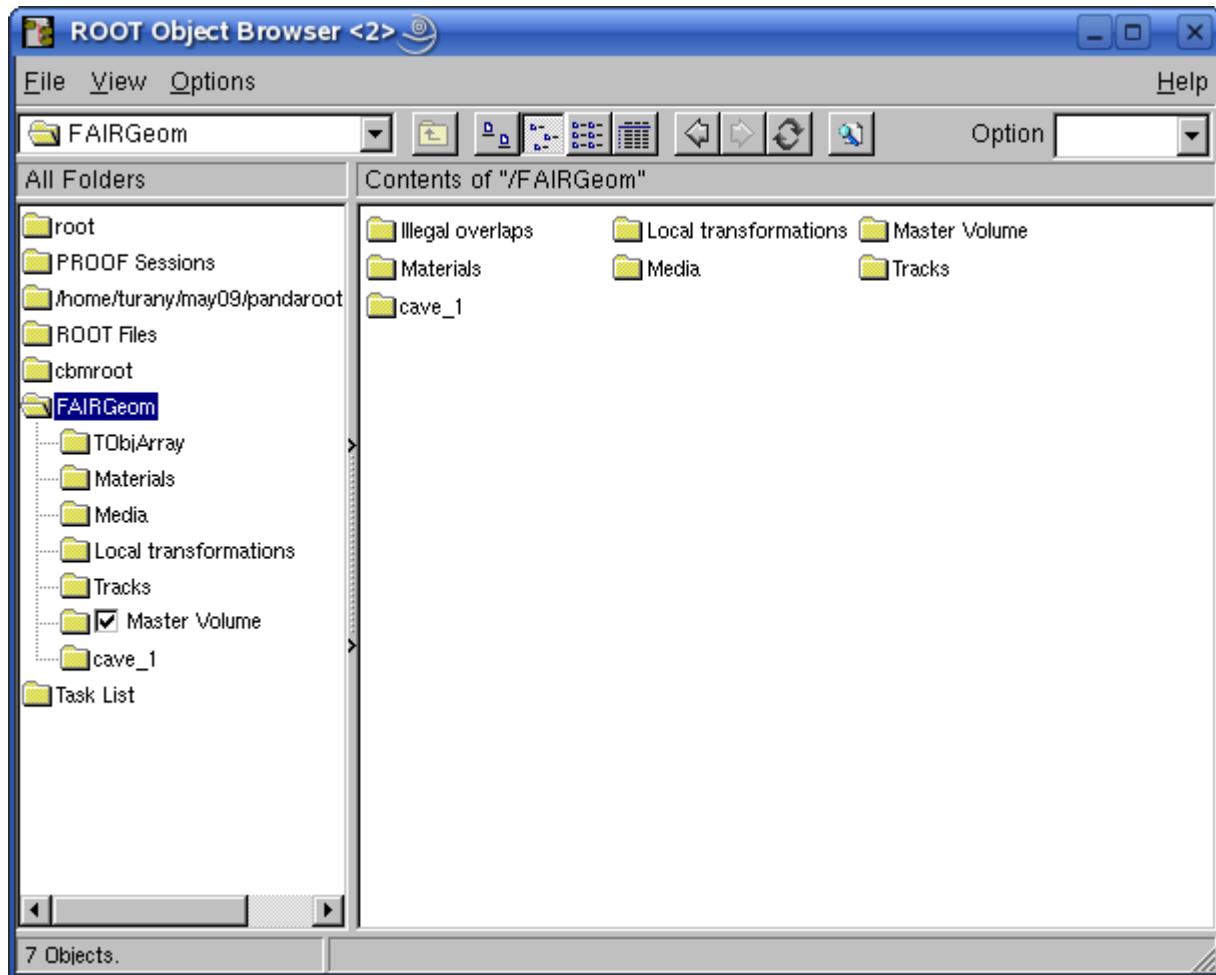 ROOT Object Browser <2>
File View Options Help
FAIRGeom Option
All Folders
Contents of "/FAIRGeom"
root
PROOF Sessions
/home/turany/may09/pandaroot
ROOT Files
cbmroot
FAIRGeom
TObjArray
Materials
Media
Local transformations
Tracks
Master Volume
cave_1
Task List
Illegal overlaps Local transformations Master Volume
Materials Media Tracks
cave_1
7 Objects.